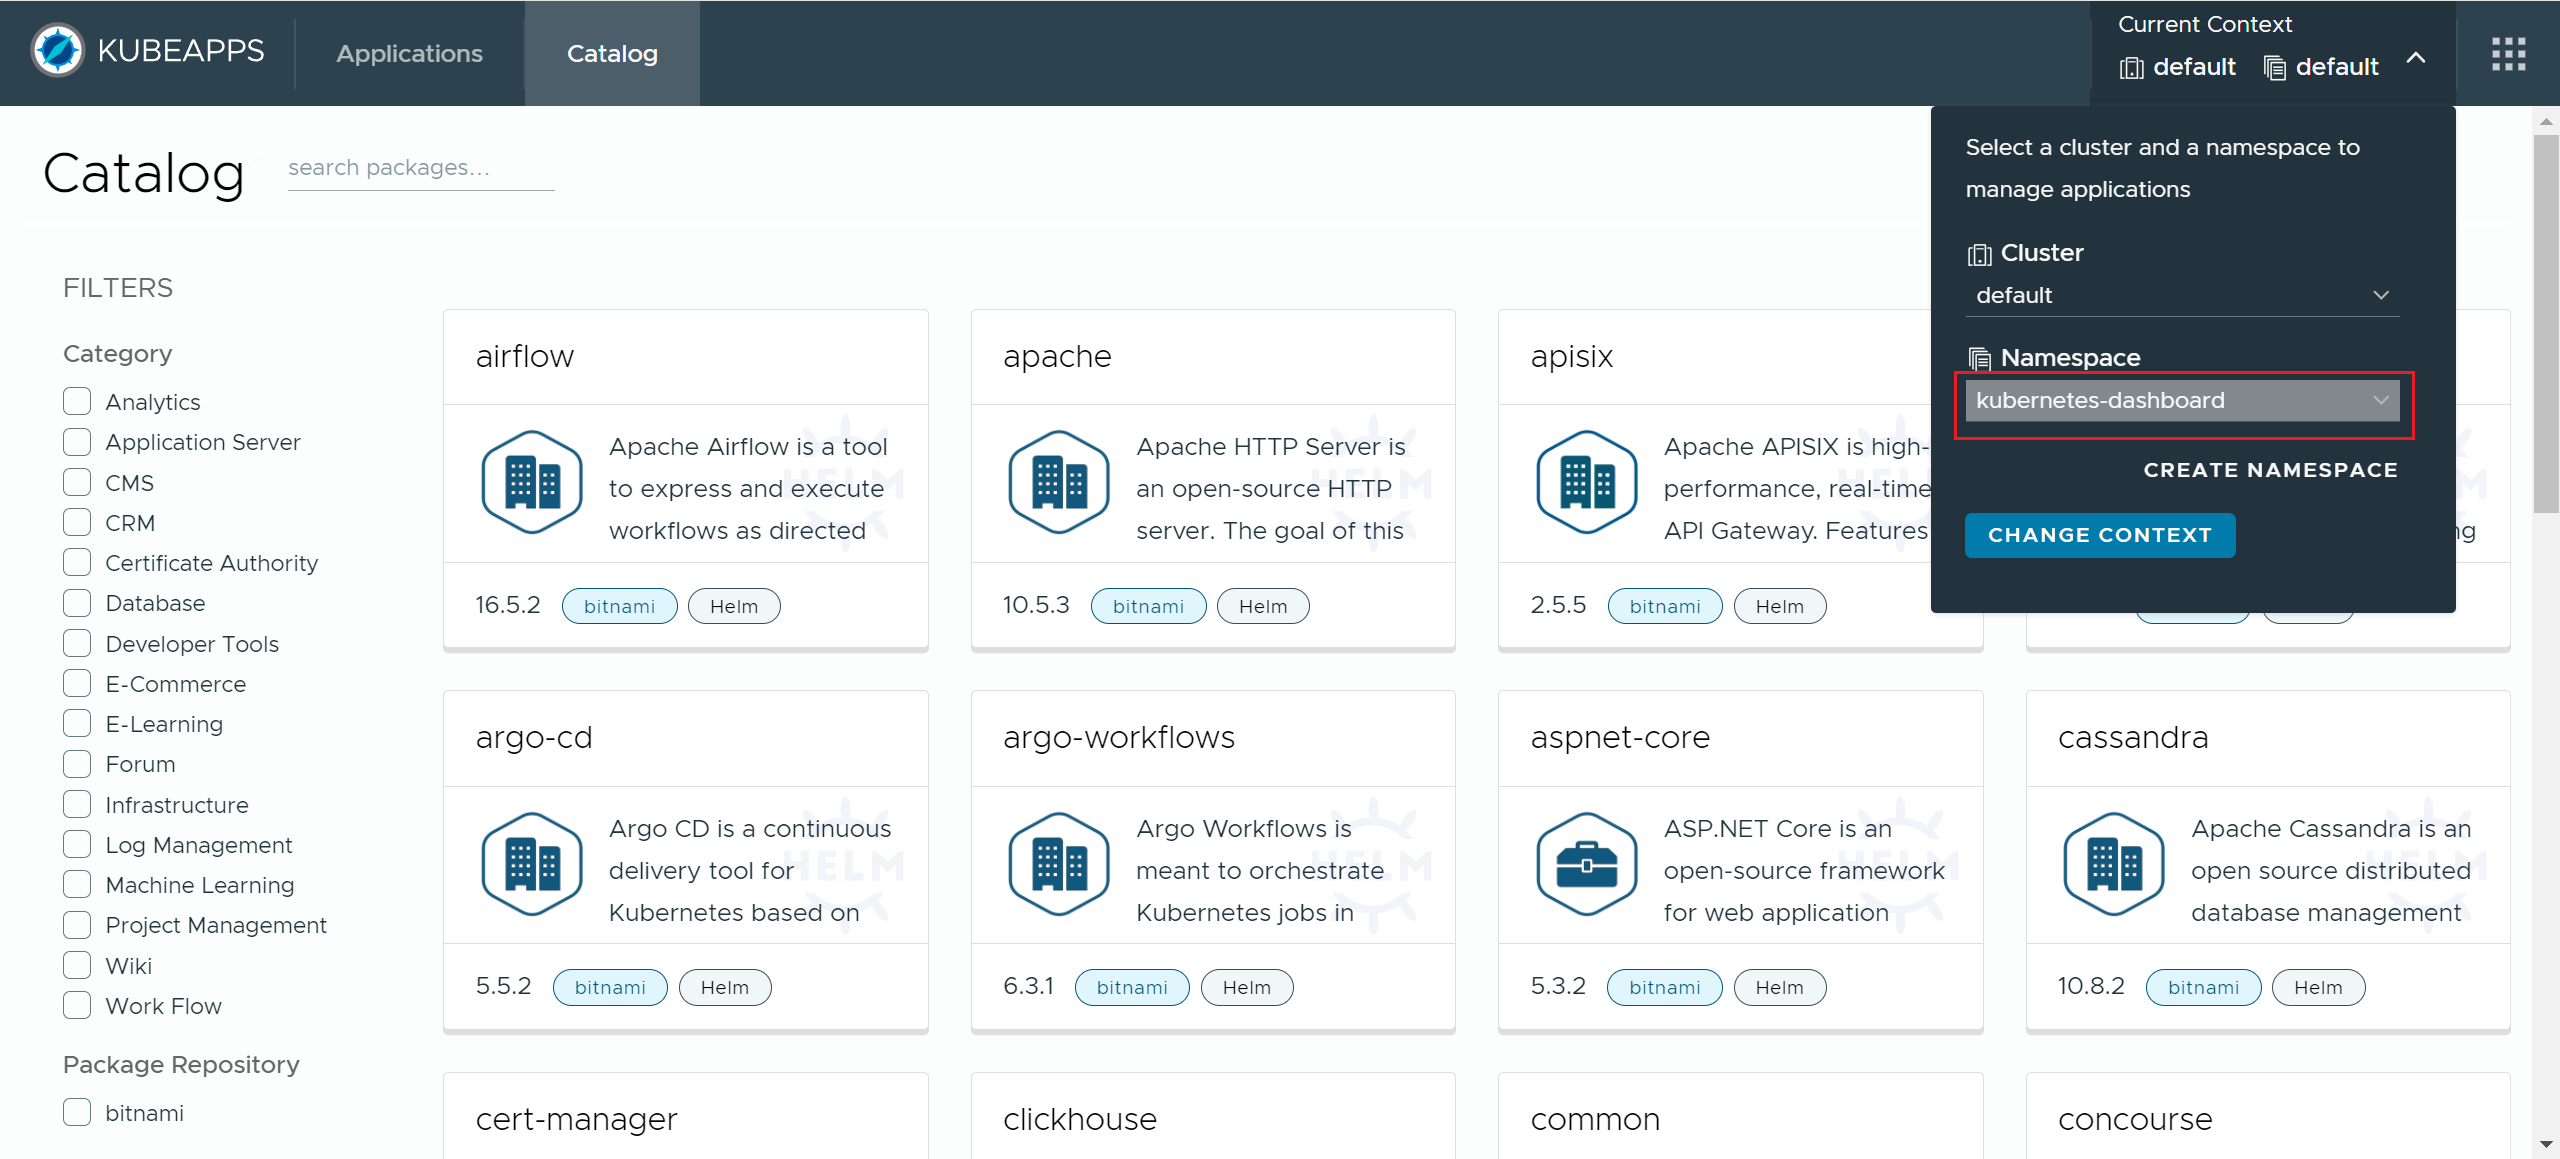 KUBEAPPS
Applications
Catalog
Current Context
default default
Select a cluster and a namespace to
manage applications
Cluster
default
Namespace
kubernetes-dashboard
CREATE NAMESPACE
CHANGE CONTEXT
Catalog
search packages...
FILTERS
Category
Analytics
Application Server
CMS
CRM
Certificate Authority
Database
Developer Tools
E-Commerce
E-Learning
Forum
Infrastructure
Log Management
Machine Learning
Project Management
Wiki
Work Flow
Package Repository
bitnami
airflow
HELM
Apache Airflow is a tool
to express and execute
workflows as directed
16.5.2 bitnami Helm
apache
HELM
Apache HTTP Server is
an open-source HTTP
server. The goal of this
10.5.3 bitnami Helm
apisix
Apache APISIX is high-
performance, real-time
API Gateway. Features
2.5.5 bitnami Helm
argo-cd
HELM
Argo CD is a continuous
delivery tool for
Kubernetes based on
5.5.2 bitnami Helm
argo-workflows
HELM
Argo Workflows is
meant to orchestrate
Kubernetes jobs in
6.3.1 bitnami Helm
aspnet-core
HELM
ASP.NET Core is an
open-source framework
for web application
5.3.2 bitnami Helm
cassandra
HELM
Apache Cassandra is an
open source distributed
database management
10.8.2 bitnami Helm
cert-manager
clickhouse
common
concourse